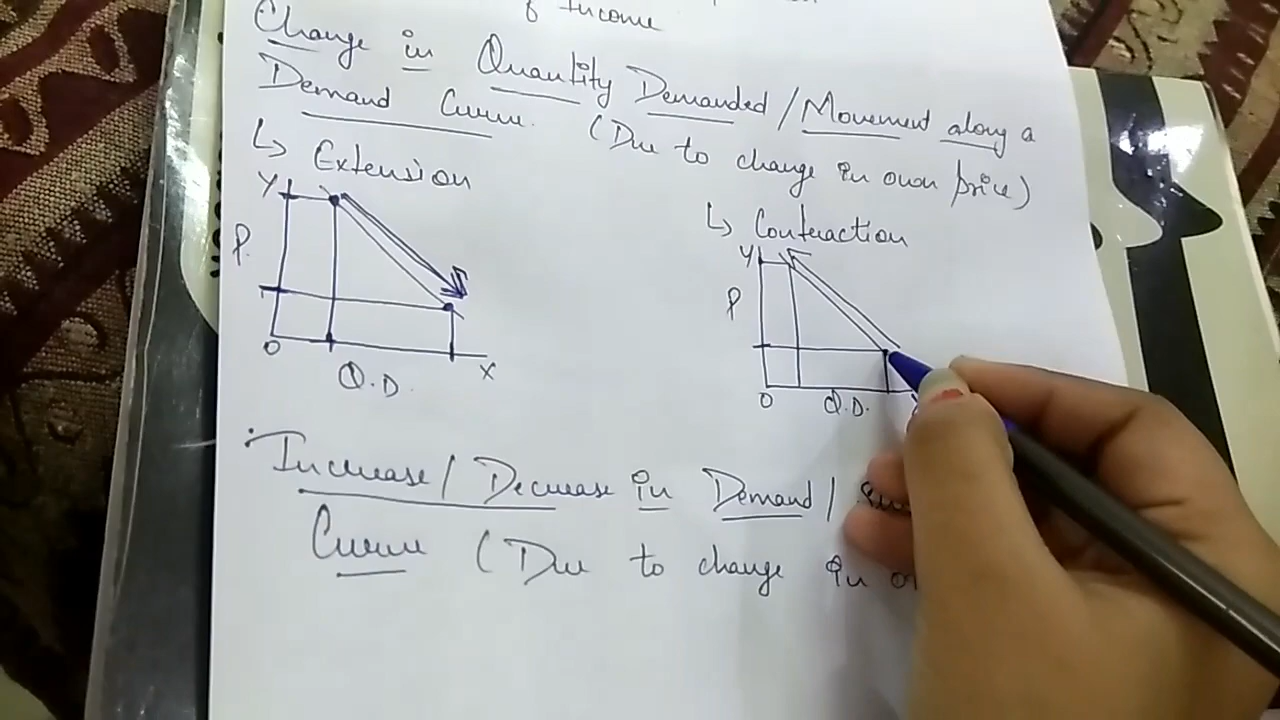 of Income
Change in Quantity Demanded / Movement along a
Demand Curve. (Due to change in own price)
↳ Extension
Y
P.
O
Q.D.
X
↳ Contraction
Y
P
O
Q.D.
Increase / Decrease in Demand /
Curve (Due to change in